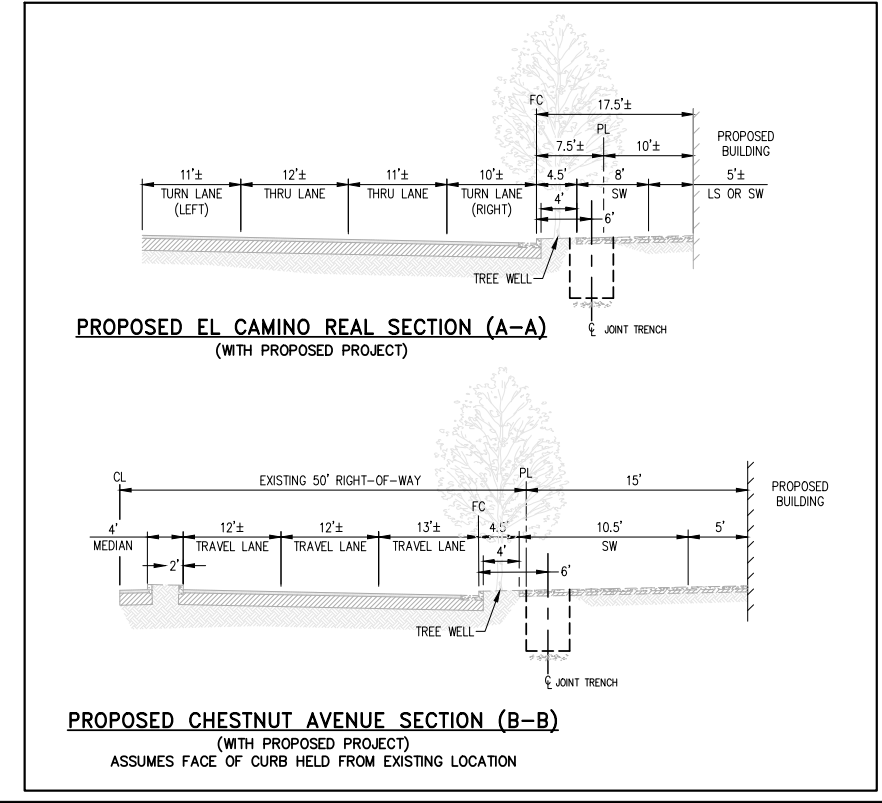 FC
17.5'±
PL
7.5'±
10'±
PROPOSED
BUILDING
11'±
12'±
11'±
10'±
4.5'
8'
5'±
TURN LANE
(LEFT)
THRU LANE
THRU LANE
TURN LANE
(RIGHT)
SW
LS OR SW
4'
6'
TREE WELL
℄ JOINT TRENCH
PROPOSED EL CAMINO REAL SECTION (A-A)
(WITH PROPOSED PROJECT)
CL
EXISTING 50' RIGHT-OF-WAY
PL
15'
PROPOSED
BUILDING
FC
4'
12'±
12'±
13'±
4.5'
10.5'
5'
MEDIAN
TRAVEL LANE
TRAVEL LANE
TRAVEL LANE
SW
4'
2'
6'
TREE WELL
℄ JOINT TRENCH
PROPOSED CHESTNUT AVENUE SECTION (B-B)
(WITH PROPOSED PROJECT)
ASSUMES FACE OF CURB HELD FROM EXISTING LOCATION